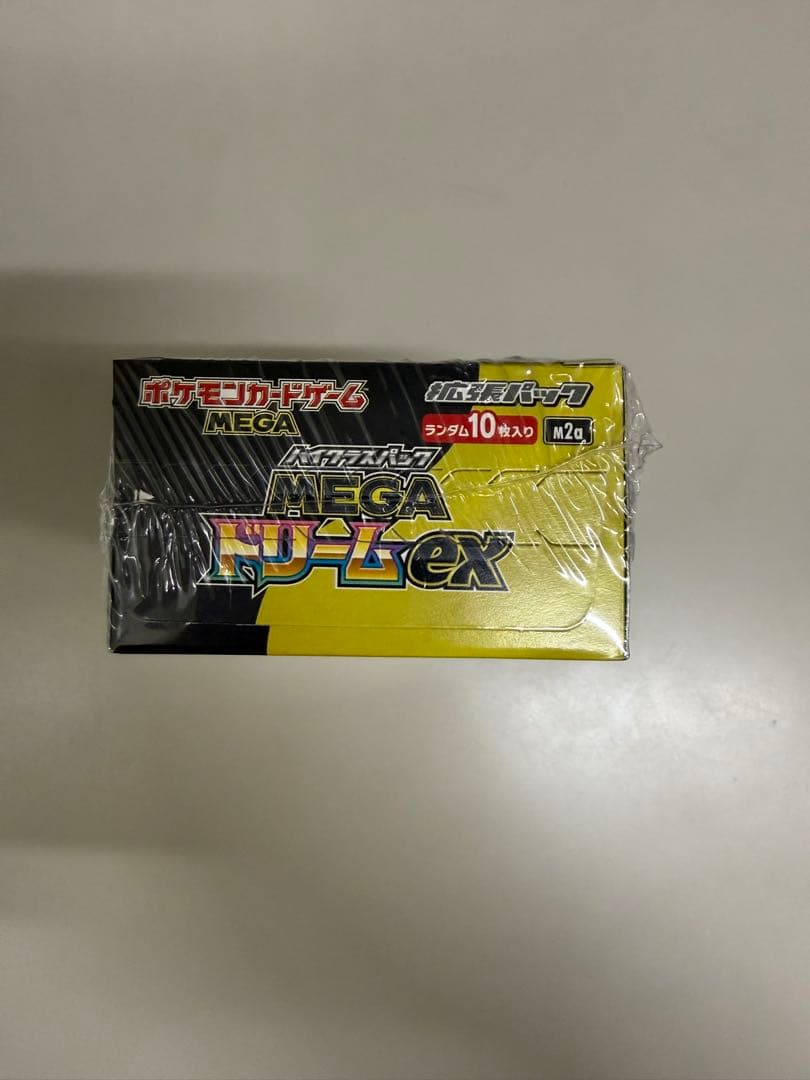 ポケモンカードゲーム
MEGA
拡張パック
ランダム10枚入り
M2a
ハイクラスパック
MEGA
ドリームex